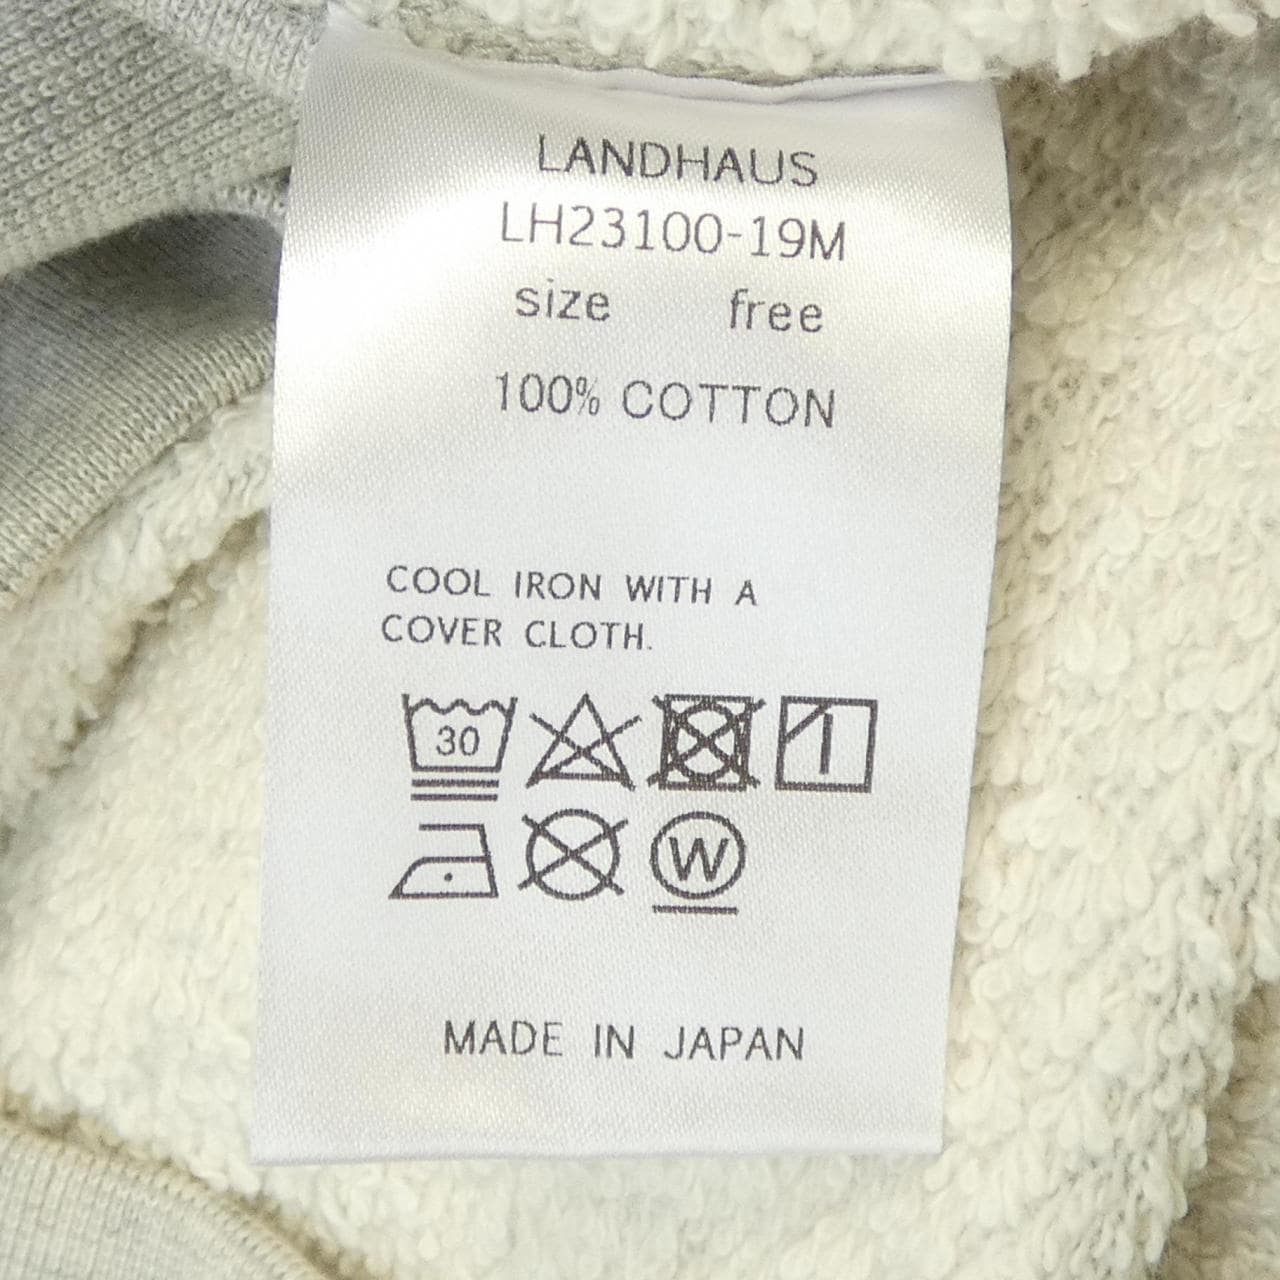 LANDHAUS
LH23100-19M
size free
100% COTTON
COOL IRON WITH A
COVER CLOTH.
30
W
MADE IN JAPAN